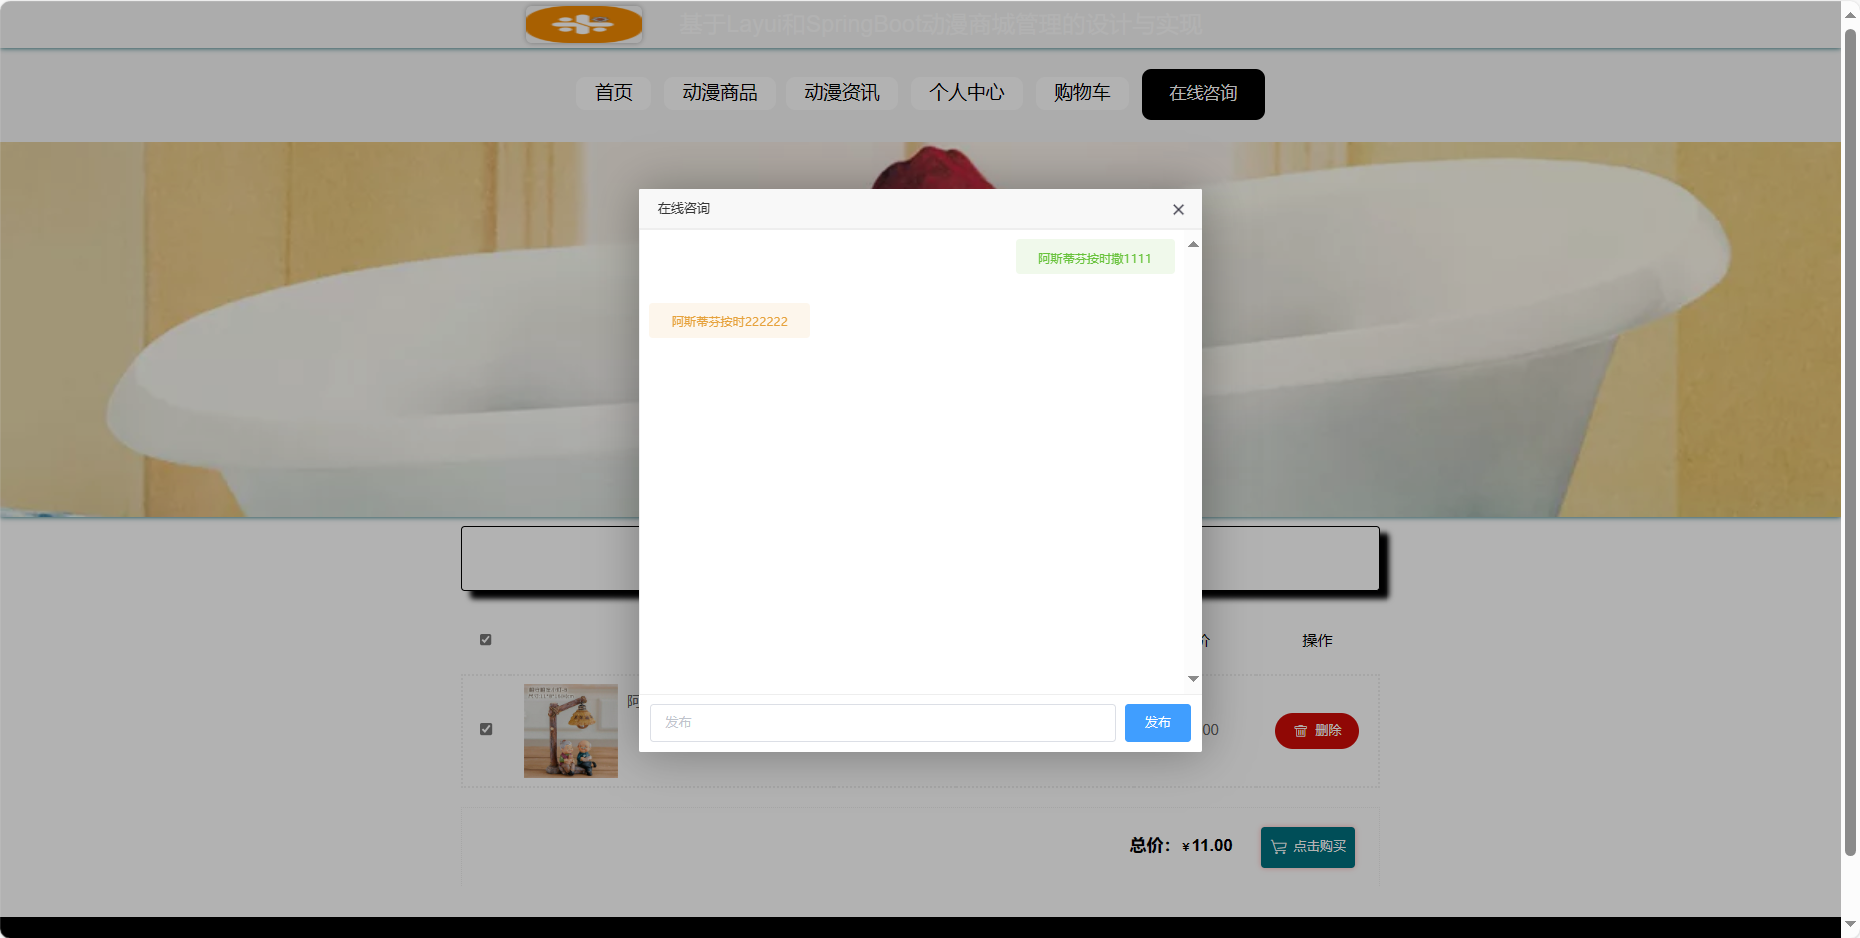 基于Layui和SpringBoot动漫商城管理的设计与实现
首页 动漫商品 动漫资讯 个人中心 购物车 在线咨询
在线咨询
阿斯蒂芬按时撒1111
阿斯蒂芬按时222222
发布 发布
价 操作
阿 00 删除
总价：￥11.00 点击购买